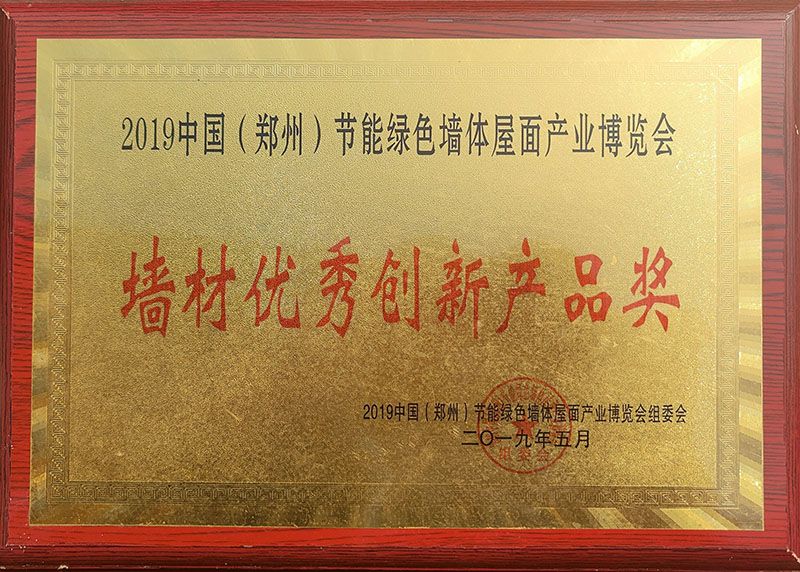 2019中国（郑州）节能绿色墙体屋面产业博览会
墙材优秀创新产品奖
2019中国（郑州）节能绿色墙体屋面产业博览会组委会
二〇一九年五月
组委会